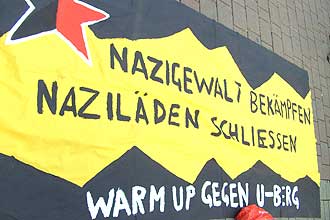 NAZIGEWALT BEKÄMPFEN
NAZILÄDEN SCHLIESSEN
WARM UP GEGEN U-BERG